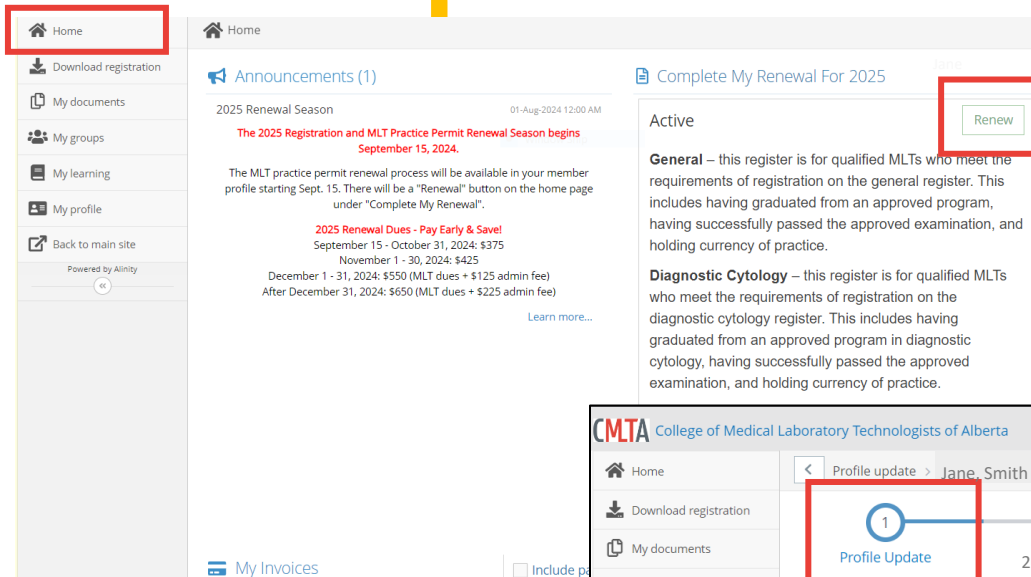 Home
Download registration
My documents
My groups
My learning
My profile
Back to main site
Powered by Alinity
Home
Announcements (1)
2025 Renewal Season
01-Aug-2024 12:00 AM
The 2025 Registration and MLT Practice Permit Renewal Season begins
September 15, 2024.
The MLT practice permit renewal process will be available in your member
profile starting Sept. 15. There will be a "Renewal" button on the home page
under "Complete My Renewal".
2025 Renewal Dues - Pay Early & Save!
September 15 - October 31, 2024: $375
November 1 - 30, 2024: $425
December 1 - 31, 2024: $550 (MLT dues + $125 admin fee)
After December 31, 2024: $650 (MLT dues + $225 admin fee)
Learn more...
Complete My Renewal For 2025
Active
Renew
General – this register is for qualified MLTs who meet the
requirements of registration on the general register. This
includes having graduated from an approved program,
having successfully passed the approved examination, and
holding currency of practice.
Diagnostic Cytology – this register is for qualified MLTs
who meet the requirements of registration on the
diagnostic cytology register. This includes having
graduated from an approved program in diagnostic
cytology, having successfully passed the approved
examination, and holding currency of practice.
My Invoices
Include pa
CMLTA College of Medical Laboratory Technologists of Alberta
Home
Download registration
My documents
Profile update > Jane, Smith
1
Profile Update
2